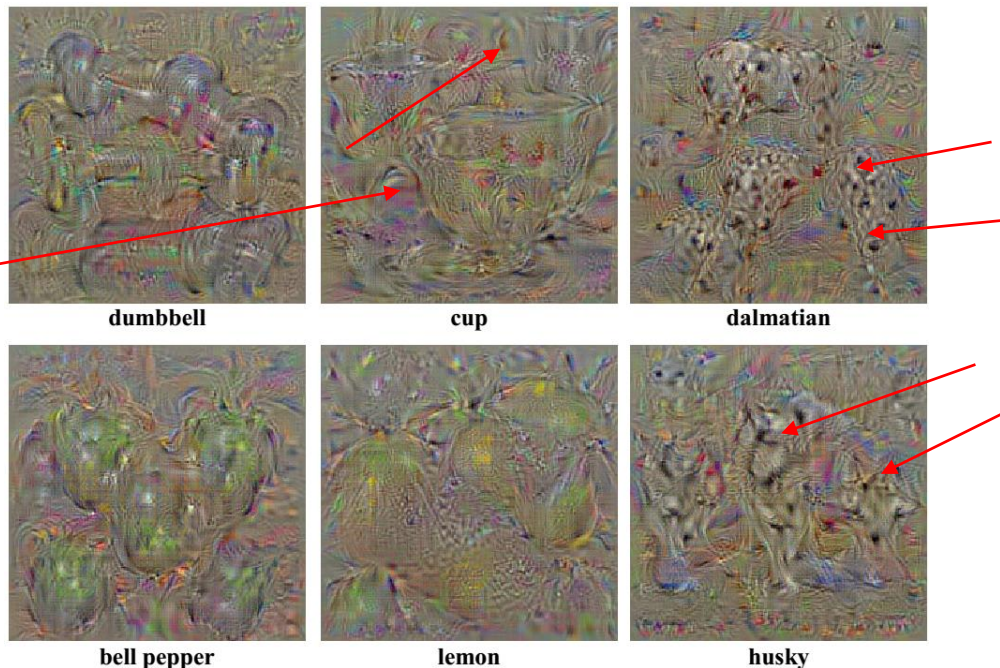 dumbbell
cup
dalmatian
bell pepper
lemon
husky